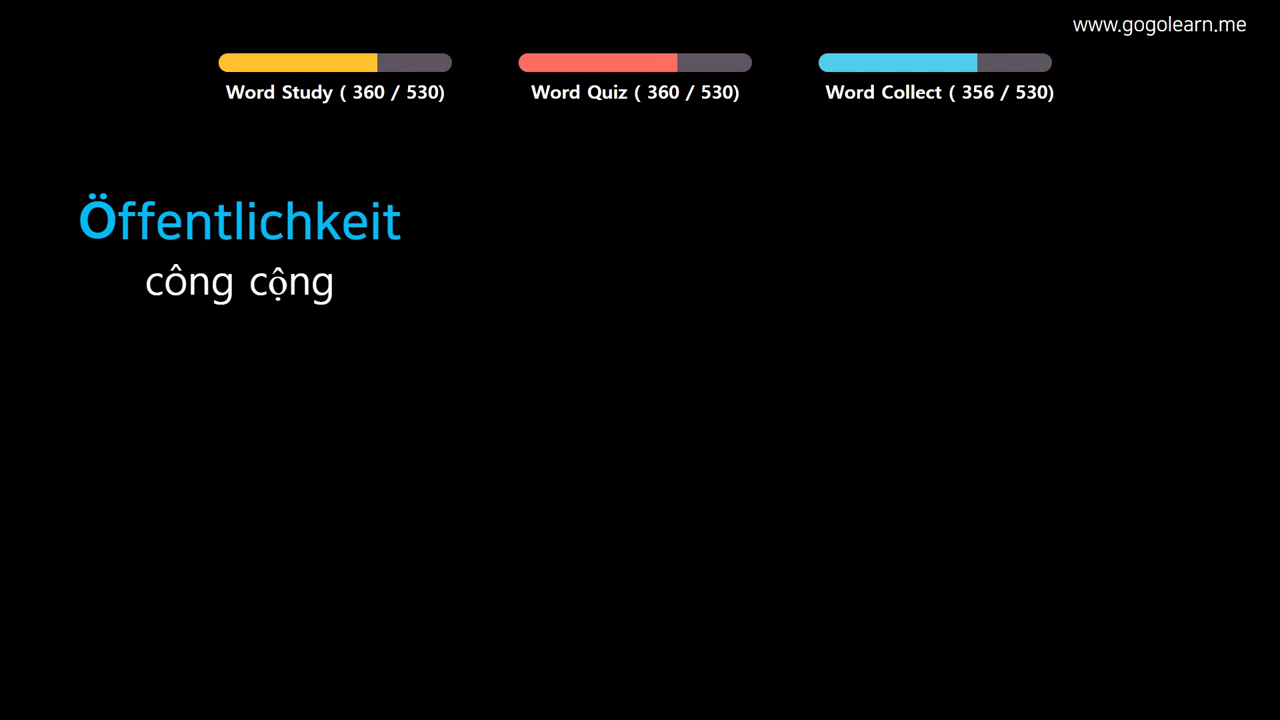 www.gogolearn.me
Word Study ( 360 / 530)
Word Quiz ( 360 / 530)
Word Collect ( 356 / 530)
Öffentlichkeit
công cộng